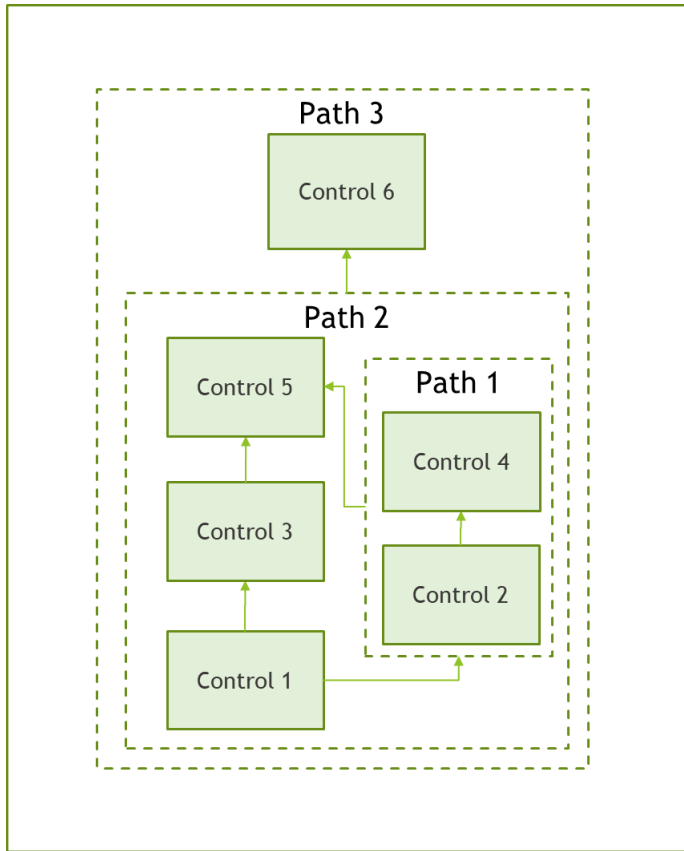 Path 3
Control 6
Path 2
Control 5
Path 1
Control 4
Control 3
Control 2
Control 1